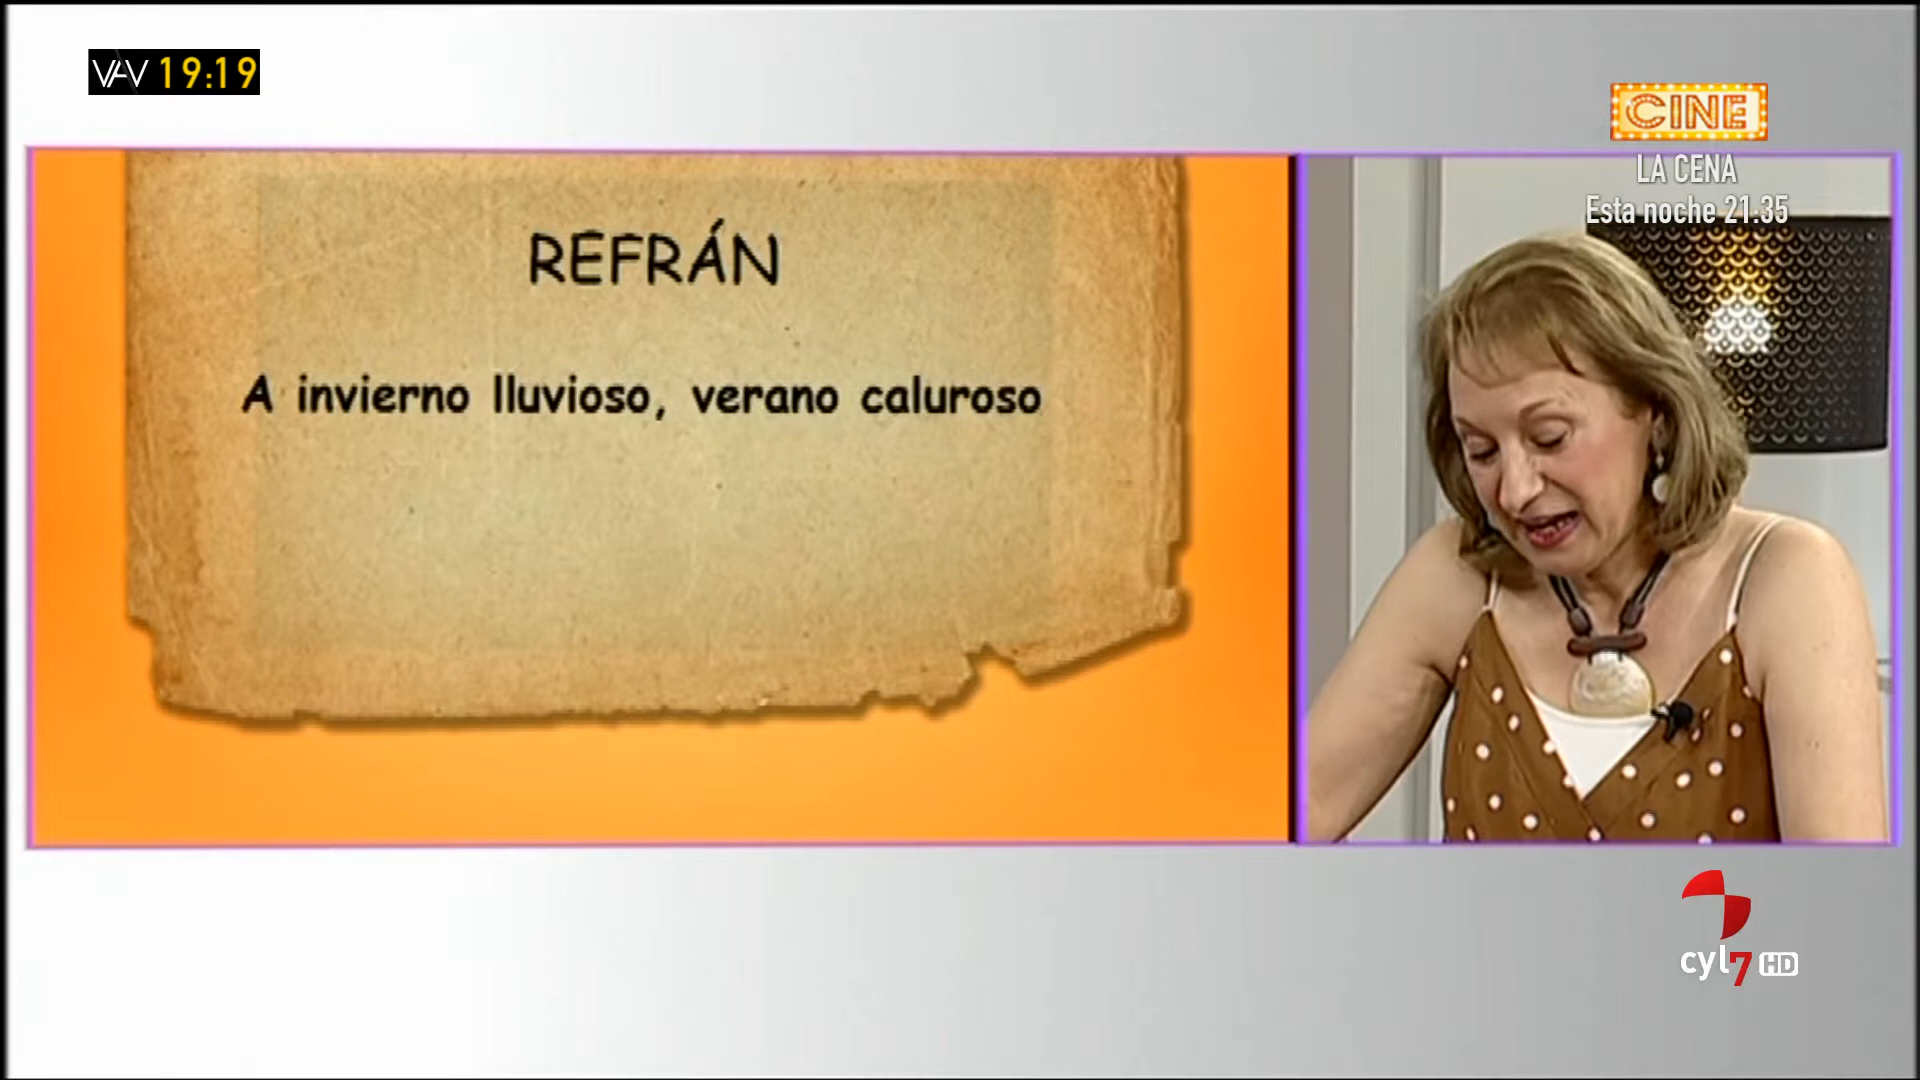 VAV 19:19
CINE
LA CENA
Esta noche 21:35
REFRÁN
A invierno lluvioso, verano caluroso
cyl7 HD